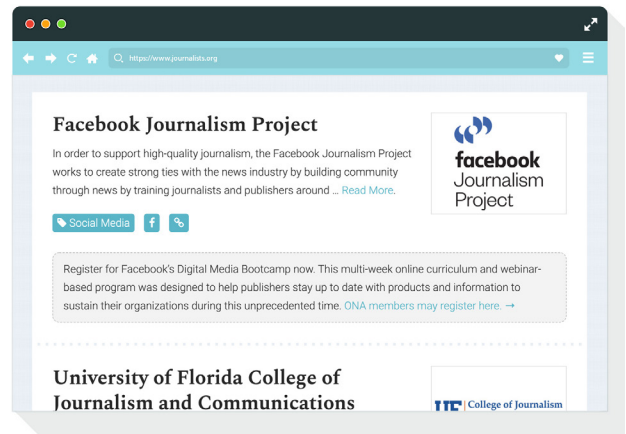 https://www.journalists.org
Facebook Journalism Project
In order to support high-quality journalism, the Facebook Journalism Project
works to create strong ties with the news industry by building community
through news by training journalists and publishers around ... Read More.
facebook
Journalism
Project
Social Media
Register for Facebook's Digital Media Bootcamp now. This multi-week online curriculum and webinar-
based program was designed to help publishers stay up to date with products and information to
sustain their organizations during this unprecedented time. ONA members may register here. →
University of Florida College of
Journalism and Communications
UF College of Journalism